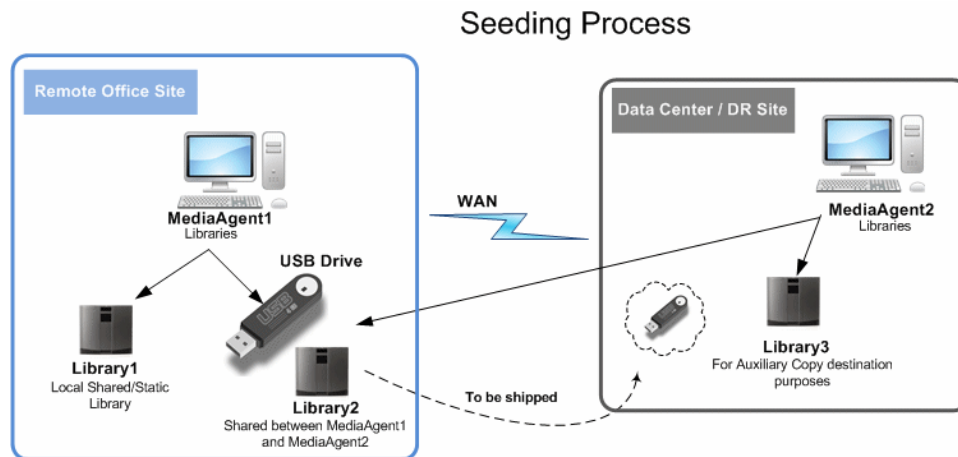 Seeding Process
Remote Office Site
MediaAgent1
Libraries
USB Drive
USB
Library1
Local Shared/Static
Library
Library2
Shared between MediaAgent1
and MediaAgent2
WAN
To be shipped
Data Center / DR Site
MediaAgent2
Libraries
Library3
For Auxiliary Copy destination
purposes